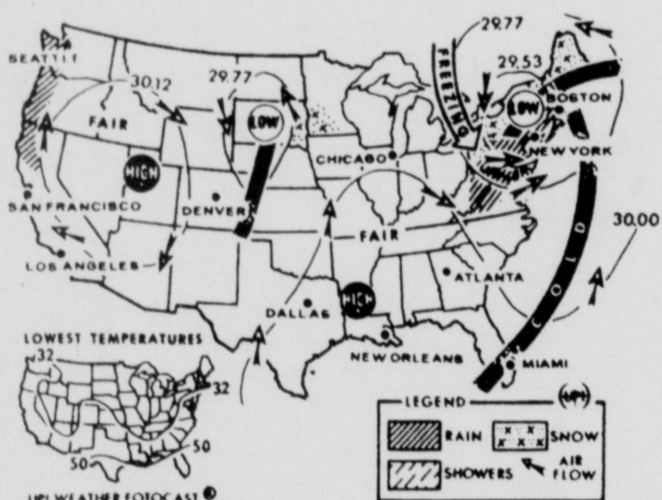 29.77
FREEZING
29.53
SEATTLE
30.12
29.77
FAIR
LOW
LOW
BOSTON
NEW YORK
CHICAGO
HIGH
SAN FRANCISCO
DENVER
30.00
FAIR
LOS ANGELES
ATLANTA
COLD
DALLAS
HIGH
NEW ORLEANS
MIAMI
LOWEST TEMPERATURES
32
32
50
50
LEGEND
UPI
RAIN
SNOW
SHOWERS
AIR FLOW
UPI WEATHER FOTOCAST ®